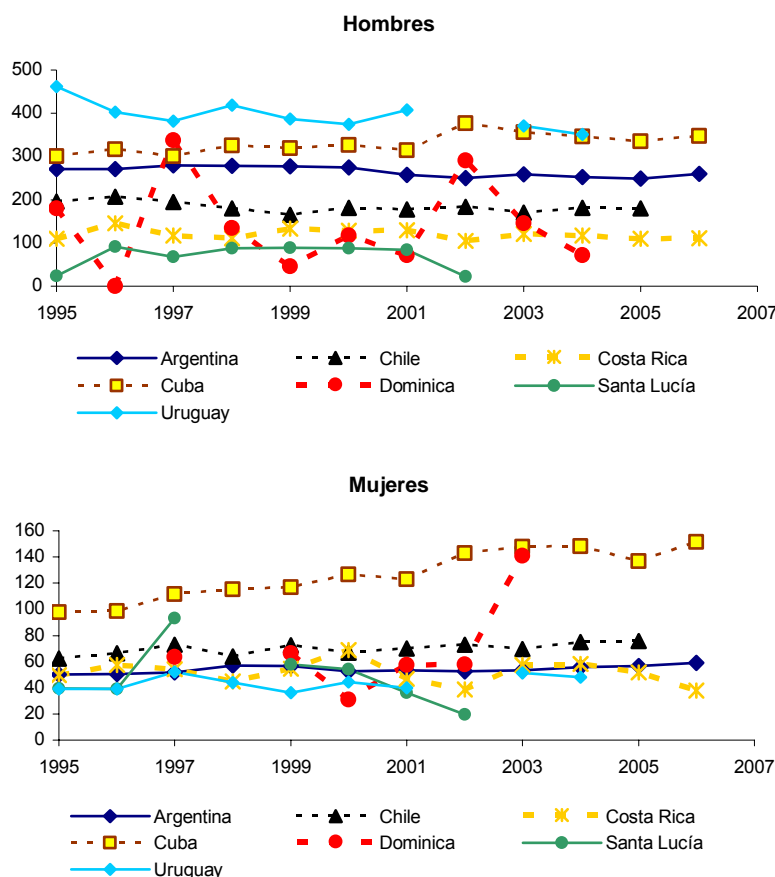 Hombres
500
400
300
200
100
0
1995 1997 1999 2001 2003 2005 2007
Argentina Chile Costa Rica
Cuba Dominica Santa Lucía
Uruguay
Mujeres
160
140
120
100
80
60
40
20
0
1995 1997 1999 2001 2003 2005 2007
Argentina Chile Costa Rica
Cuba Dominica Santa Lucía
Uruguay